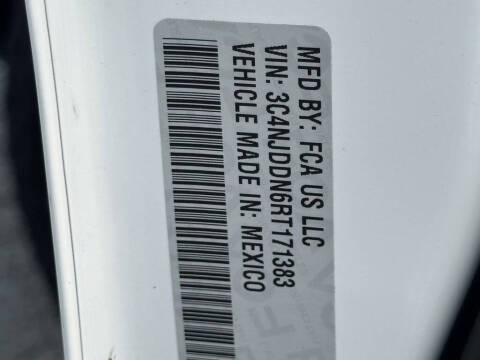 MFD BY: FCA US LLC
VIN: 3C4NJDDN6RT171383
VEHICLE MADE IN: MEXICO